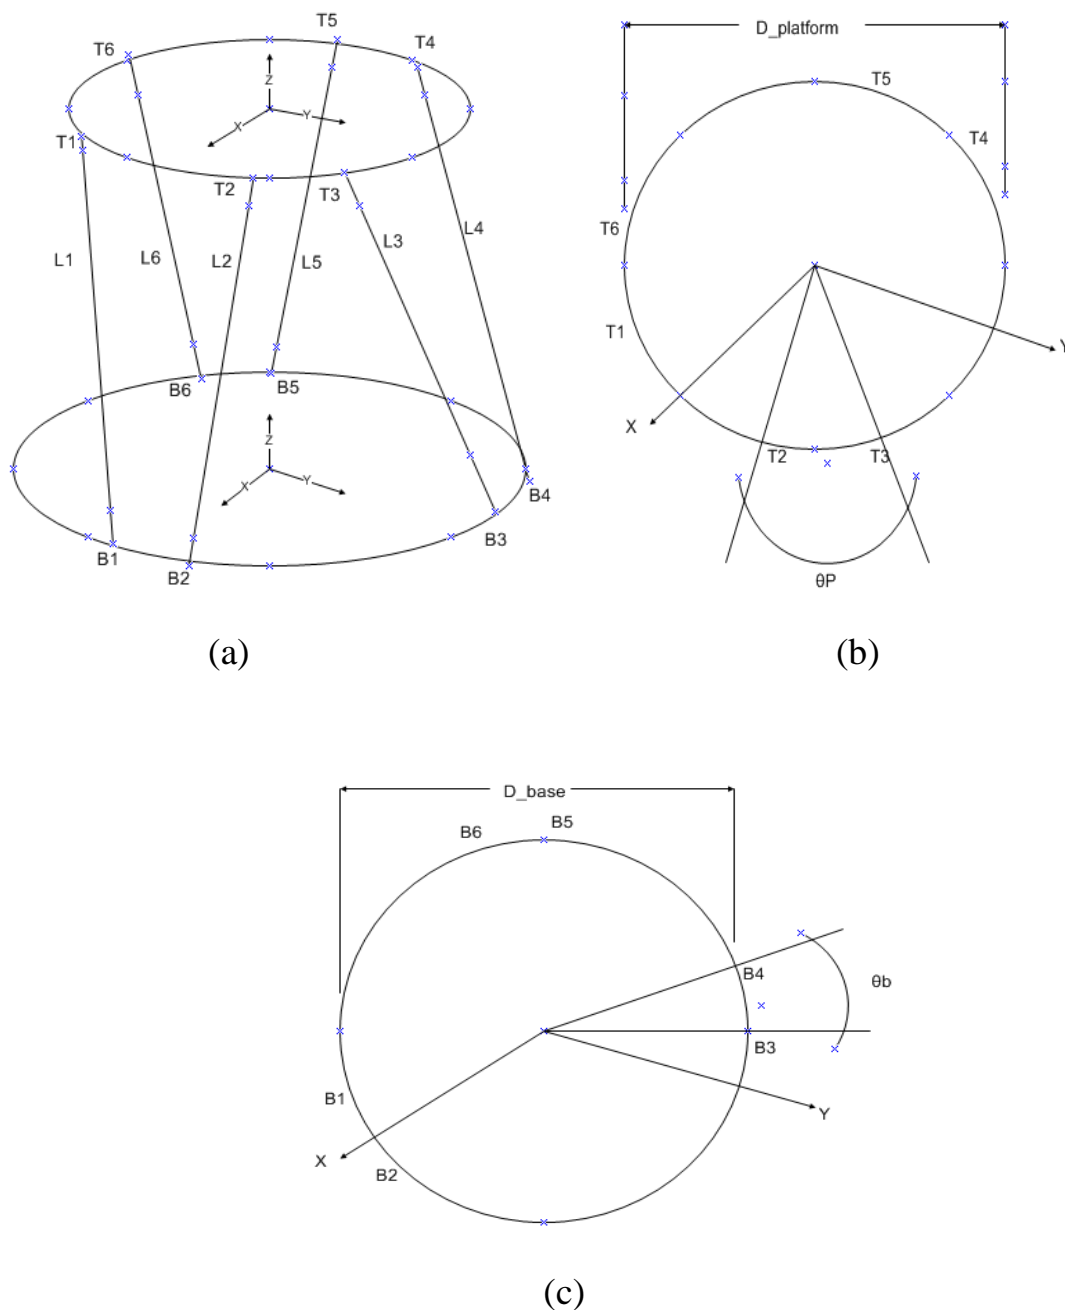 T5
T6
T4
Z
Y
X
T1
T2
T3
L1
L6
L2
L5
L3
L4
B6
B5
Z
Y
X
B4
B3
B1
B2
(a)
D_platform
T5
T4
T6
T1
Y
X
T2
T3
θP
(b)
D_base
B6
B5
B4
θb
B3
B1
Y
X
B2
(c)